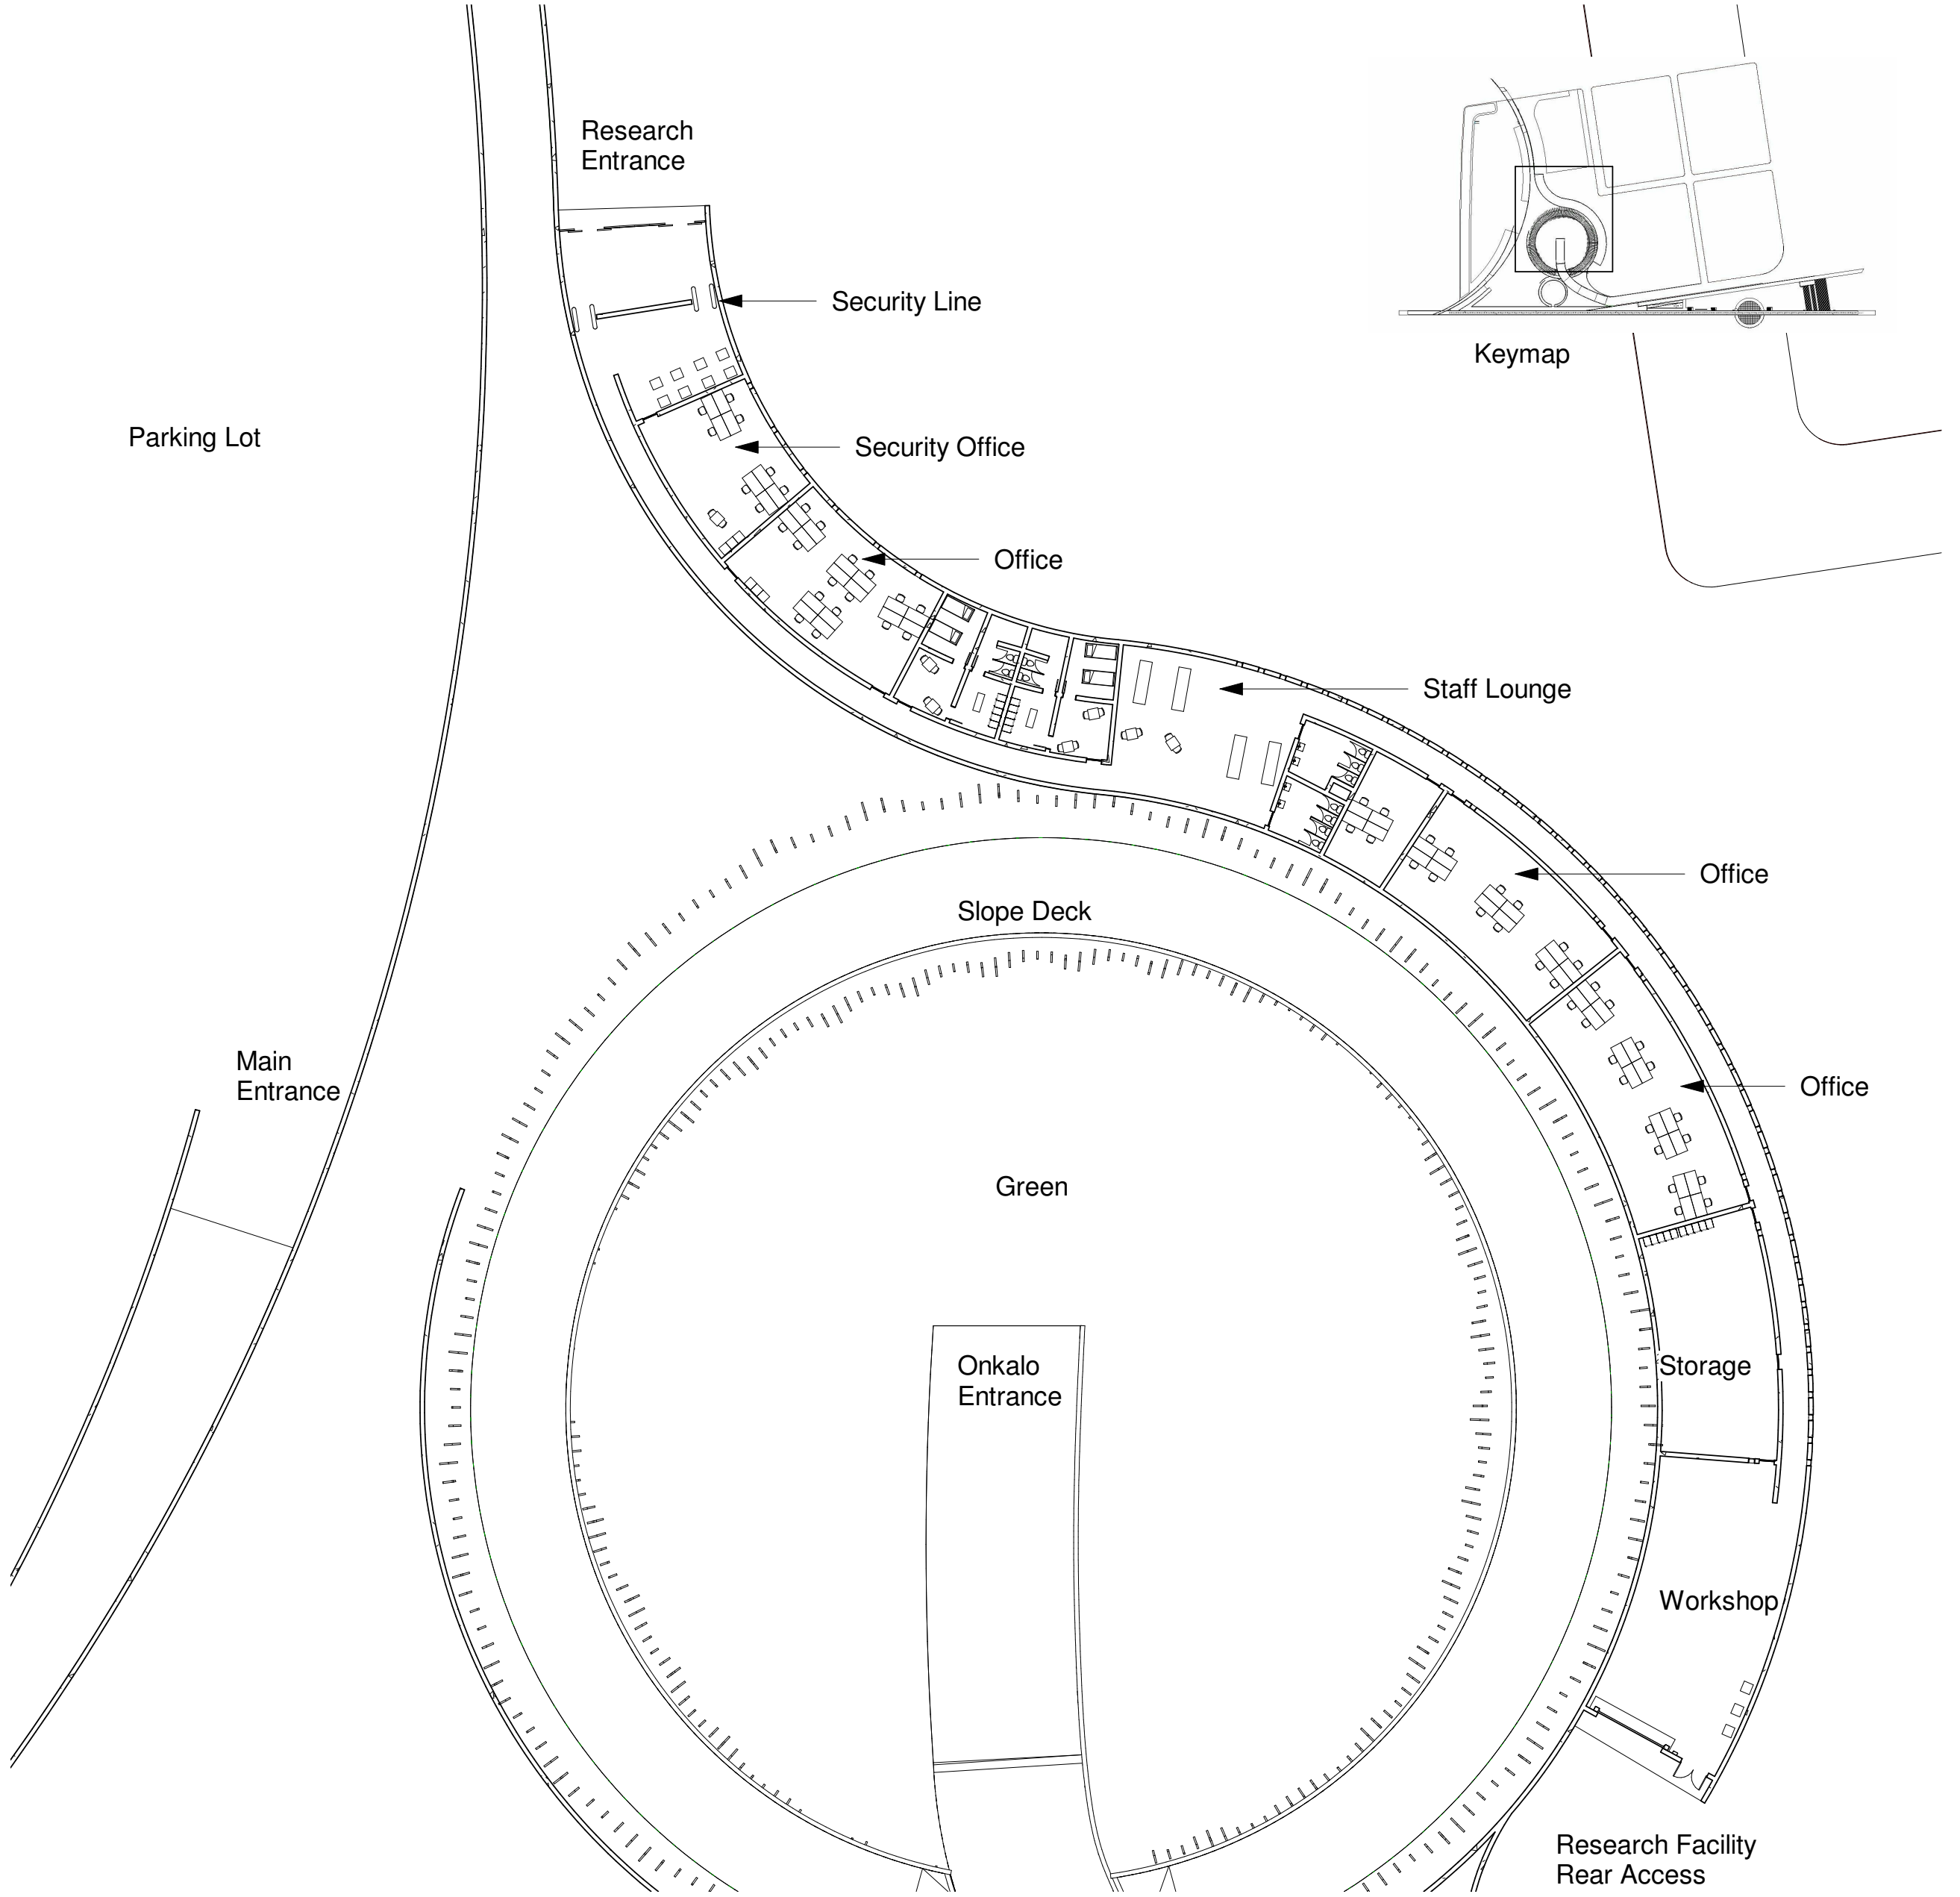 Research
Entrance
Security Line
Keymap
Parking Lot
Security Office
Office
Staff Lounge
Office
Slope Deck
Main
Entrance
Office
Green
Onkalo
Entrance
Storage
Workshop
Research Facility
Rear Access